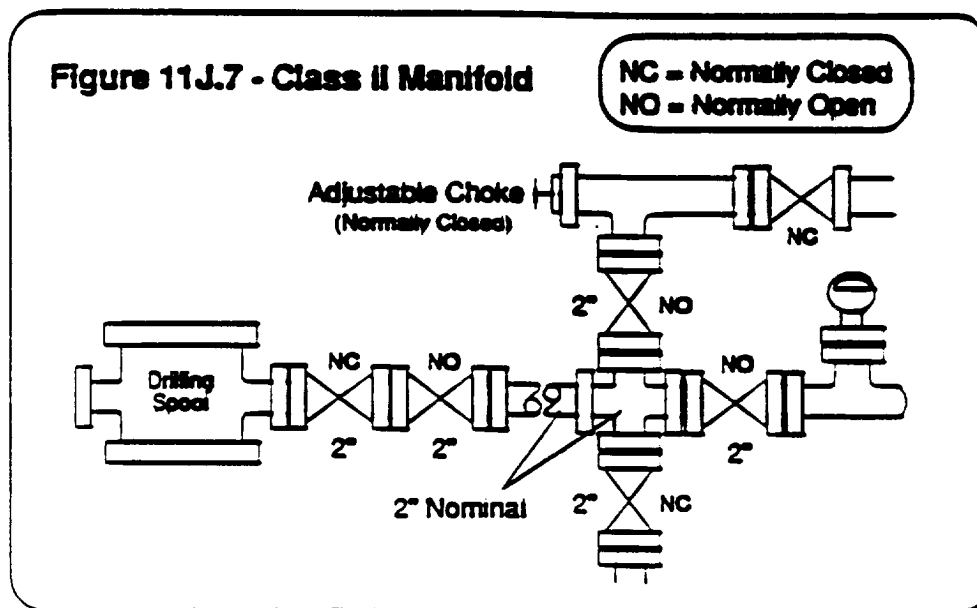 Figure 11J.7 - Class II Manifold
NC = Normally Closed
NO = Normally Open
Adjustable Choke
(Normally Closed)
NC
2" NO
NC NO
NO
Drilling
Spool
2" 2"
2"
2" Nominal
2" NC